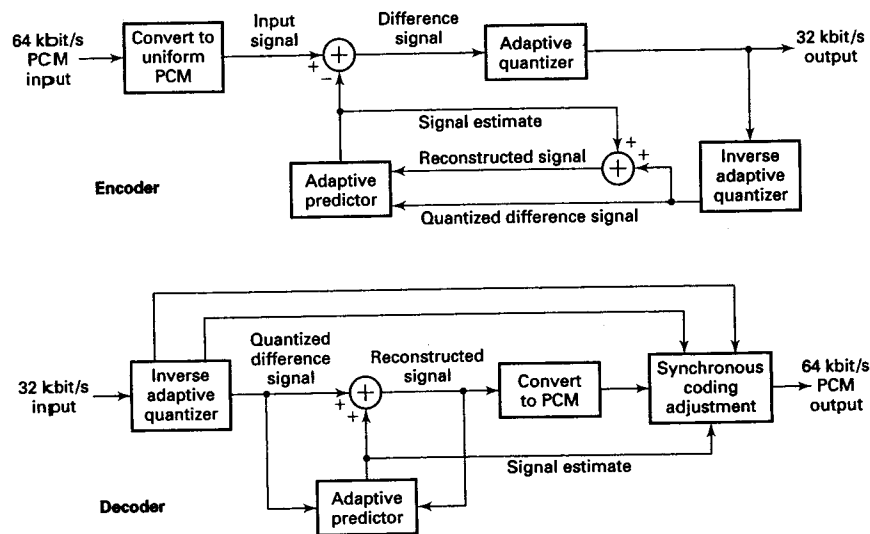 64 kbit/s
PCM
input
Convert to
uniform
PCM
Input
signal
+
−
+
Difference
signal
Adaptive
quantizer
32 kbit/s
output
Signal estimate
+
+
+
Reconstructed signal
Adaptive
predictor
Inverse
adaptive
quantizer
Quantized difference signal
Encoder
32 kbit/s
input
Inverse
adaptive
quantizer
Quantized
difference
signal
+
+
+
Reconstructed
signal
Convert
to PCM
Synchronous
coding
adjustment
64 kbit/s
PCM
output
Signal estimate
Adaptive
predictor
Decoder